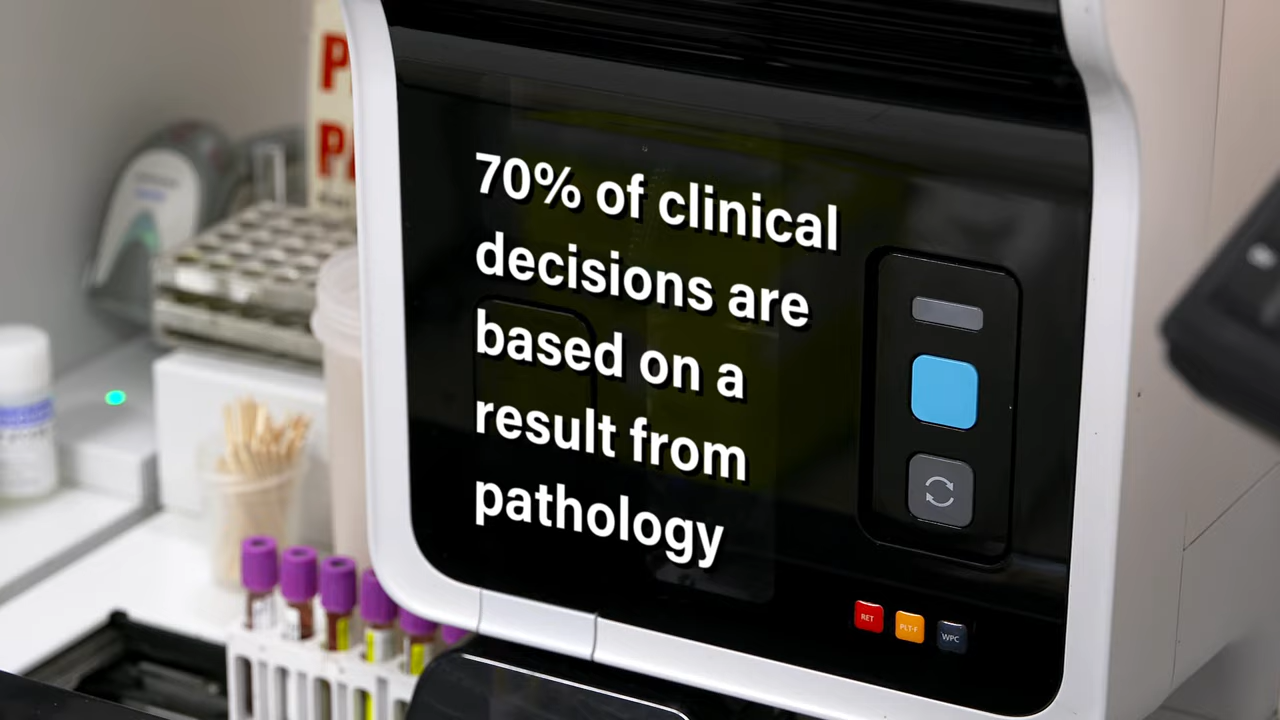 70% of clinical
decisions are
based on a
result from
pathology
RET
PLT-F
WPC